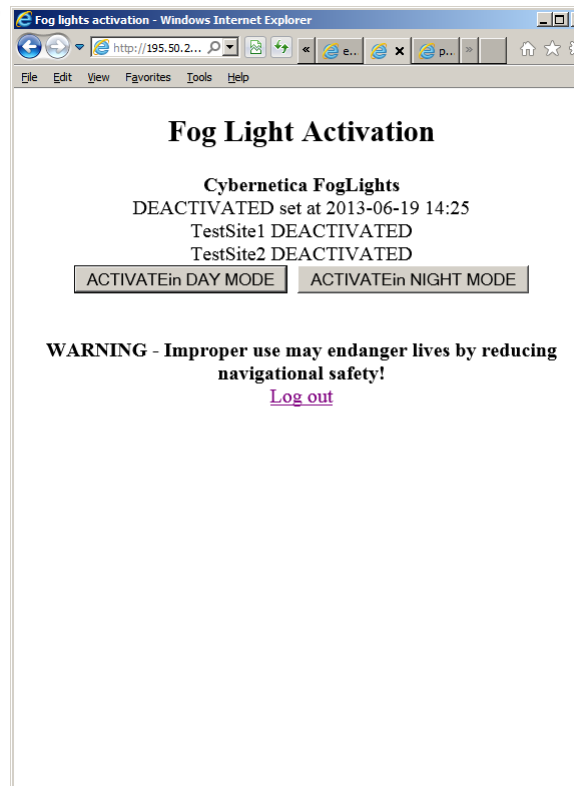 Fog lights activation - Windows Internet Explorer
http://195.50.2... e.. p..
File Edit View Favorites Tools Help
Fog Light Activation
Cybernetica FogLights
DEACTIVATED set at 2013-06-19 14:25
TestSite1 DEACTIVATED
TestSite2 DEACTIVATED
ACTIVATEin DAY MODE ACTIVATEin NIGHT MODE
WARNING - Improper use may endanger lives by reducing
navigational safety!
Log out